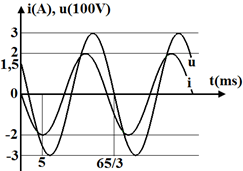 i(A), u(100V)
3
2
1,5
u
t(ms)
0
i
-2
-3
5
65/3